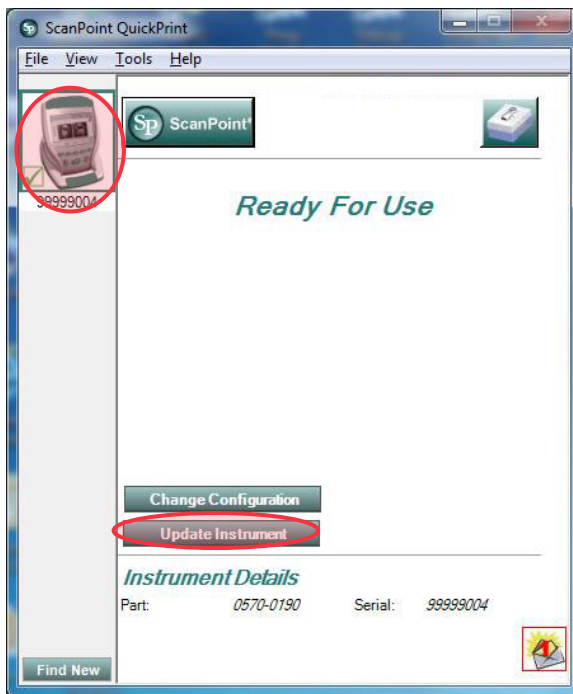 ScanPoint QuickPrint
File View Tools Help
Sp ScanPoint®
99999004
Ready For Use
Change Configuration
Update Instrument
Instrument Details
Part: 0570-0190 Serial: 99999004
Find New